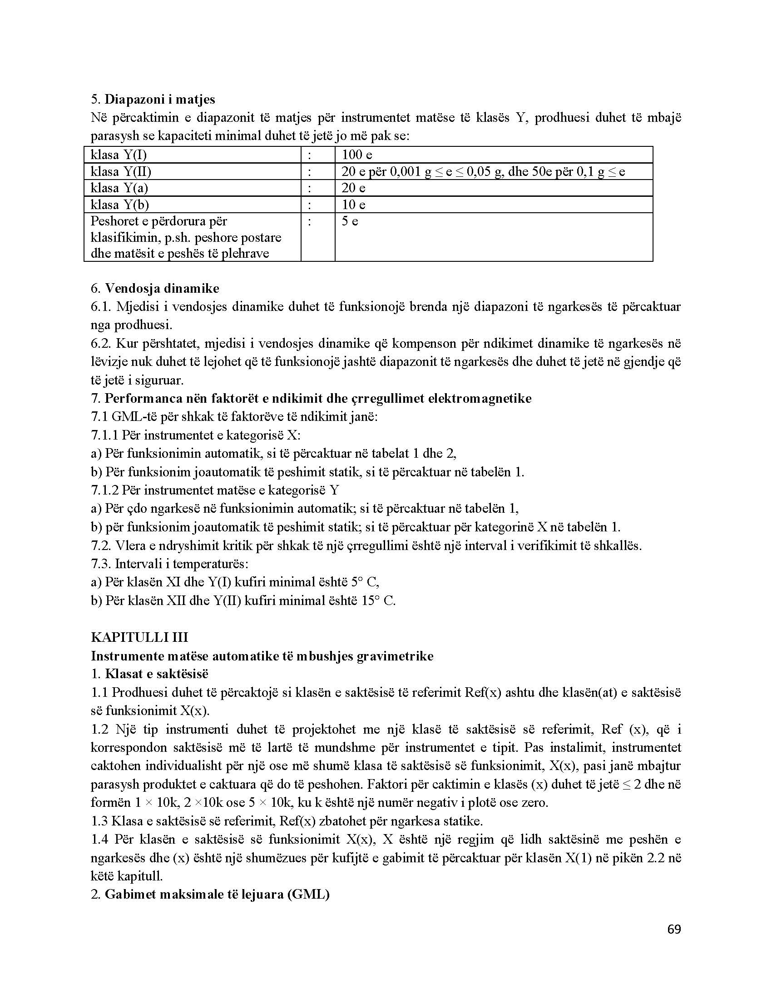 5. Diapazoni i matjes
Në përcaktimin e diapazonit të matjes për instrumentet matëse të klasës Y, prodhuesi duhet të mbajë
parasysh se kapaciteti minimal duhet të jetë jo më pak se:
klasa Y(I) : 100 e
klasa Y(II) : 20 e për 0,001 g ≤ e ≤ 0,05 g, dhe 50e për 0,1 g ≤ e
klasa Y(a) : 20 e
klasa Y(b) : 10 e
Peshoret e përdorura për : 5 e
klasifikimin, p.sh. peshore postare
dhe matësit e peshës të plehrave
6. Vendosja dinamike
6.1. Mjedisi i vendosjes dinamike duhet të funksionojë brenda një diapazoni të ngarkesës të përcaktuar
nga prodhuesi.
6.2. Kur përshtatet, mjedisi i vendosjes dinamike që kompenson për ndikimet dinamike të ngarkesës në
lëvizje nuk duhet të lejohet që të funksionojë jashtë diapazonit të ngarkesës dhe duhet të jetë në gjendje që
të jetë i siguruar.
7. Performanca nën faktorët e ndikimit dhe çrregullimet elektromagnetike
7.1 GML-të për shkak të faktorëve të ndikimit janë:
7.1.1 Për instrumentet e kategorisë X:
a) Për funksionimin automatik, si të përcaktuar në tabelat 1 dhe 2,
b) Për funksionim joautomatik të peshimit statik, si të përcaktuar në tabelën 1.
7.1.2 Për instrumentet matëse e kategorisë Y
a) Për çdo ngarkesë në funksionimin automatik; si të përcaktuar në tabelën 1,
b) për funksionim joautomatik të peshimit statik; si të përcaktuar për kategorinë X në tabelën 1.
7.2. Vlera e ndryshimit kritik për shkak të një çrregullimi është një interval i verifikimit të shkallës.
7.3. Intervali i temperaturës:
a) Për klasën XI dhe Y(I) kufiri minimal është 5° C,
b) Për klasën XII dhe Y(II) kufiri minimal është 15° C.
KAPITULLI III
Instrumente matëse automatike të mbushjes gravimetrike
1. Klasat e saktësisë
1.1 Prodhuesi duhet të përcaktojë si klasën e saktësisë të referimit Ref(x) ashtu dhe klasën(at) e saktësisë
së funksionimit X(x).
1.2 Një tip instrumenti duhet të projektohet me një klasë të saktësisë së referimit, Ref (x), që i
korrespondon saktësisë më të lartë të mundshme për instrumentet e tipit. Pas instalimit, instrumentet
caktohen individualisht për një ose më shumë klasa të saktësisë së funksionimit, X(x), pasi janë mbajtur
parasysh produktet e caktuara që do të peshohen. Faktori për caktimin e klasës (x) duhet të jetë ≤ 2 dhe në
formën 1 × 10k, 2 ×10k ose 5 × 10k, ku k është një numër negativ i plotë ose zero.
1.3 Klasa e saktësisë së referimit, Ref(x) zbatohet për ngarkesa statike.
1.4 Për klasën e saktësisë së funksionimit X(x), X është një regjim që lidh saktësinë me peshën e
ngarkesës dhe (x) është një shumëzues për kufijtë e gabimit të përcaktuar për klasën X(1) në pikën 2.2 në
këtë kapitull.
2. Gabimet maksimale të lejuara (GML)
69